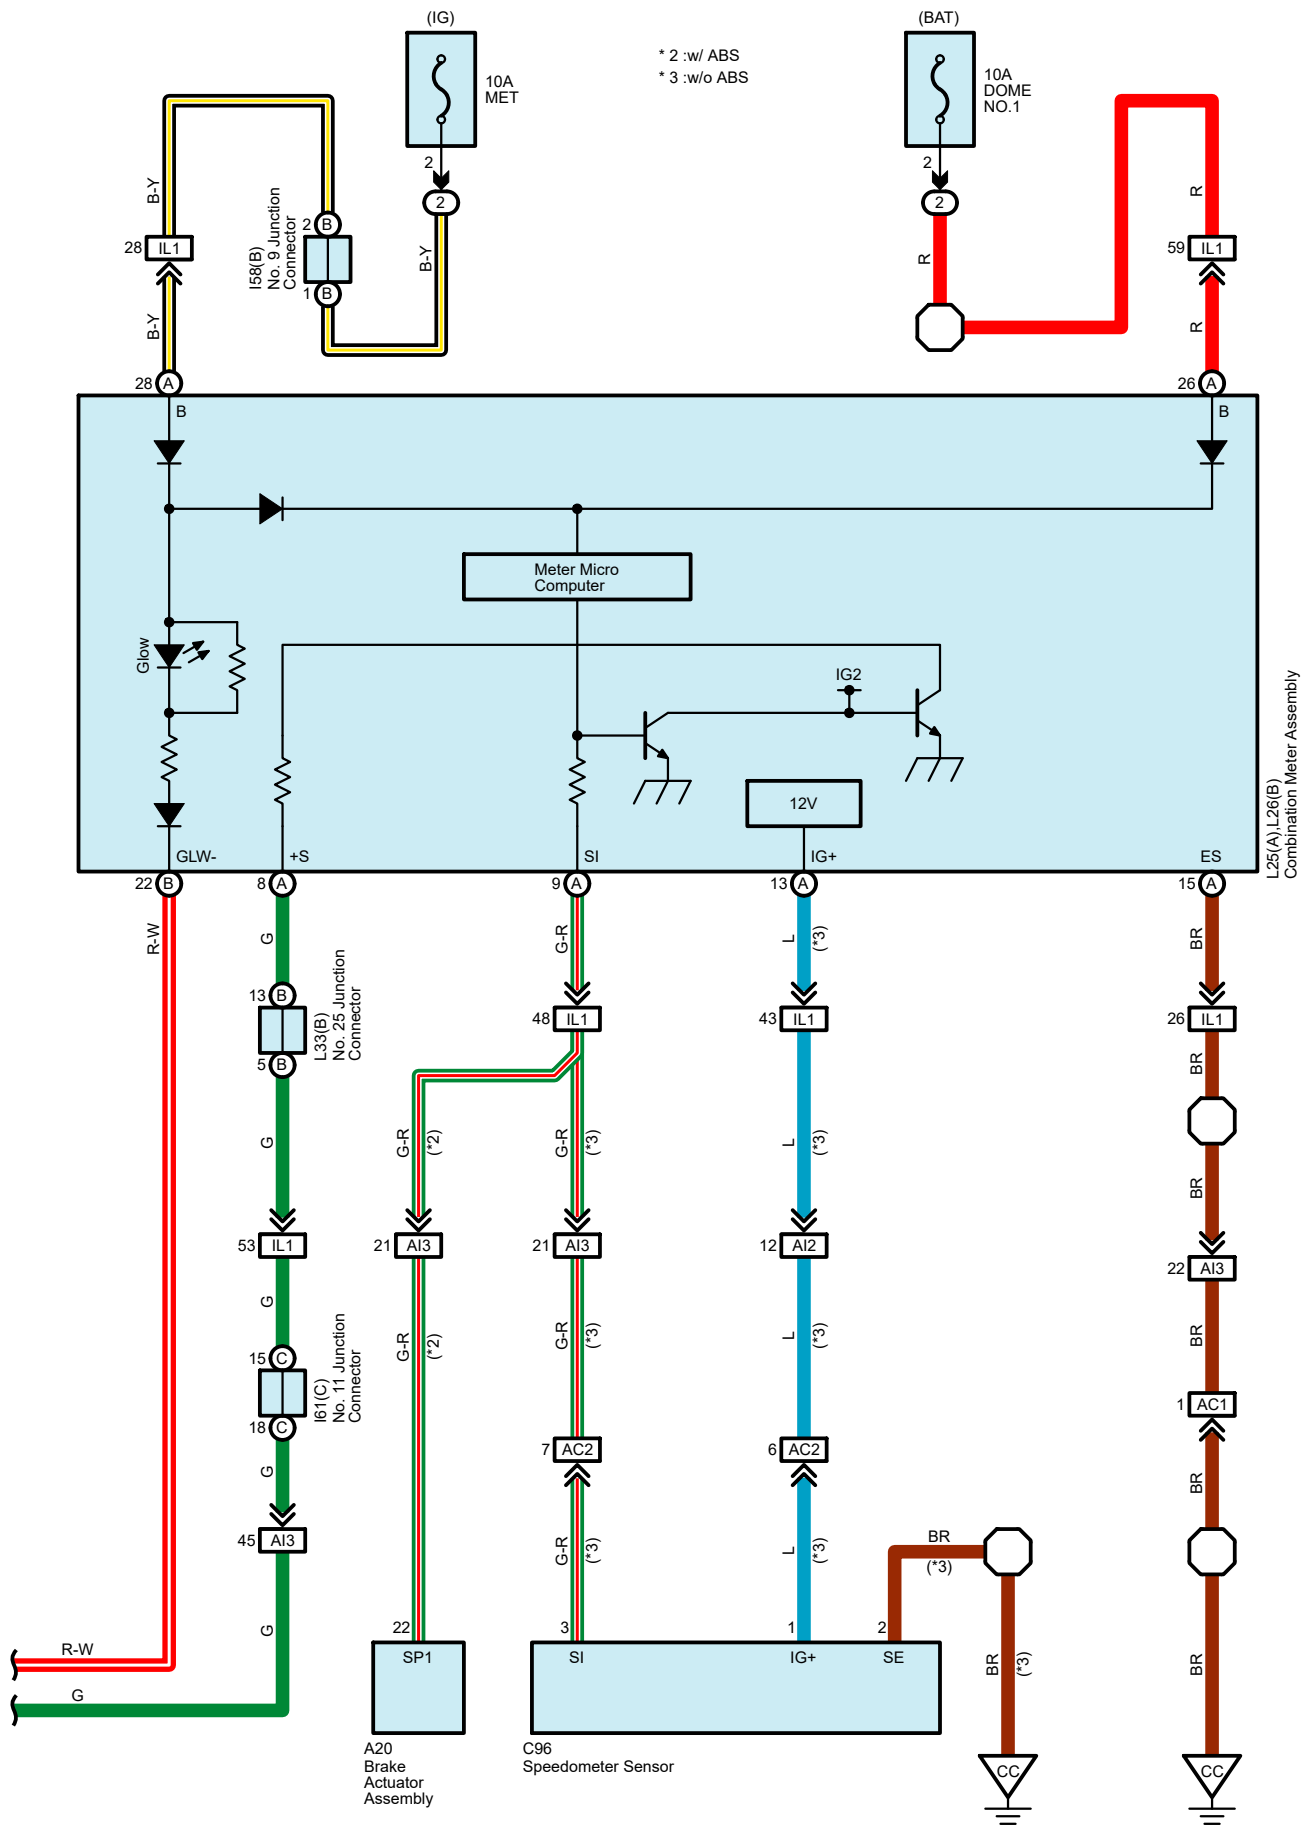 (IG)
(BAT)
* 2 :w/ ABS
* 3 :w/o ABS
10A
MET
10A
DOME
NO.1
2
2
2
2
B-Y
B-Y
R
R
2 B
I58(B)
No. 9 Junction
Connector
1 B
28 IL1
59 IL1
B-Y
R
28 A
26 A
B
B
Meter Micro
Computer
Glow
IG2
12V
L25(A),L26(B)
Combination Meter Assembly
GLW-
+S
SI
IG+
ES
22 B
8 A
9 A
13 A
15 A
R-W
G
G-R
L
(*3)
BR
13 B
L33(B)
No. 25 Junction
Connector
5 B
48 IL1
43 IL1
26 IL1
BR
G
G-R
(*2)
G-R
(*3)
L
(*3)
BR
53 IL1
21 AI3
21 AI3
12 AI2
22 AI3
G
G-R
(*2)
G-R
(*3)
L
(*3)
BR
15 C
I61(C)
No. 11 Junction
Connector
18 C
1 AC1
7 AC2
6 AC2
G
BR
45 AI3
G-R
(*3)
L
(*3)
BR
(*3)
G
22
3
1
2
R-W
SP1
SI
IG+
SE
BR
(*3)
BR
G
A20
Brake
Actuator
Assembly
C96
Speedometer Sensor
CC
CC